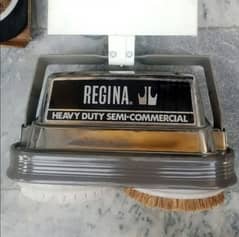 REGINA®
HEAVY DUTY SEMI-COMMERCIAL